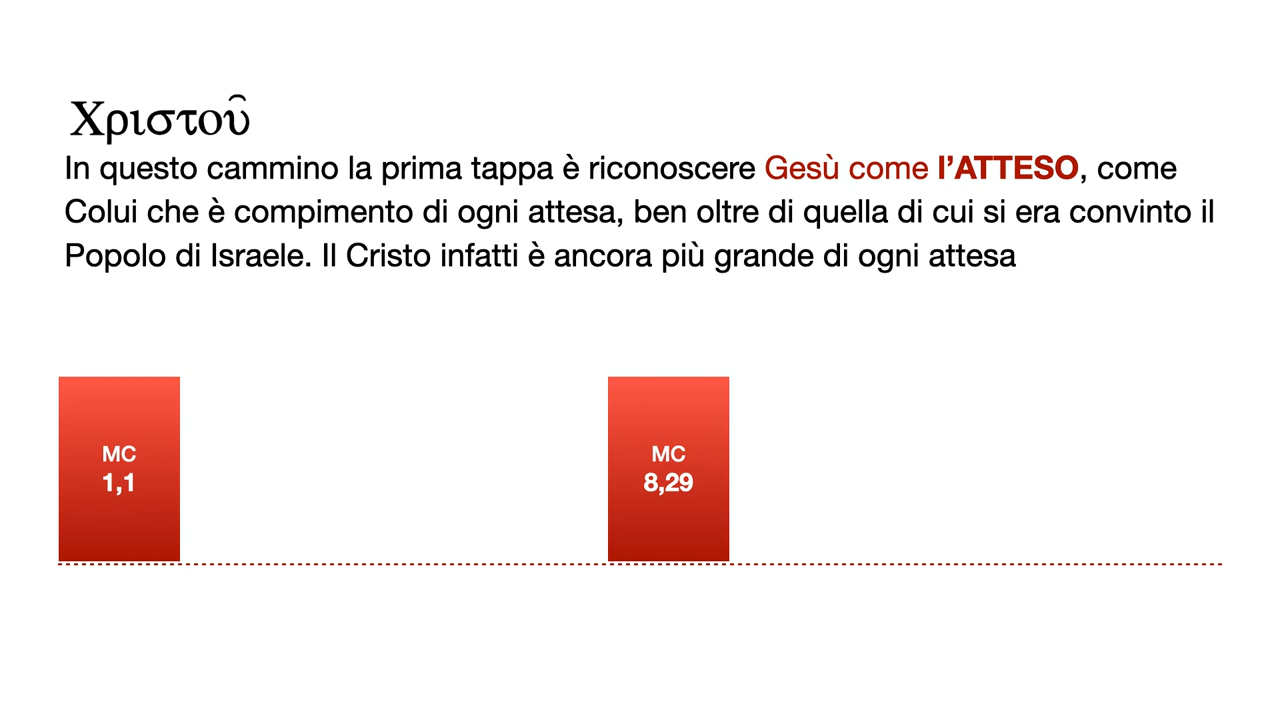 Χριστοῦ
In questo cammino la prima tappa è riconoscere Gesù come l’ATTESO, come
Colui che è compimento di ogni attesa, ben oltre di quella di cui si era convinto il
Popolo di Israele. Il Cristo infatti è ancora più grande di ogni attesa
MC
1,1
MC
8,29